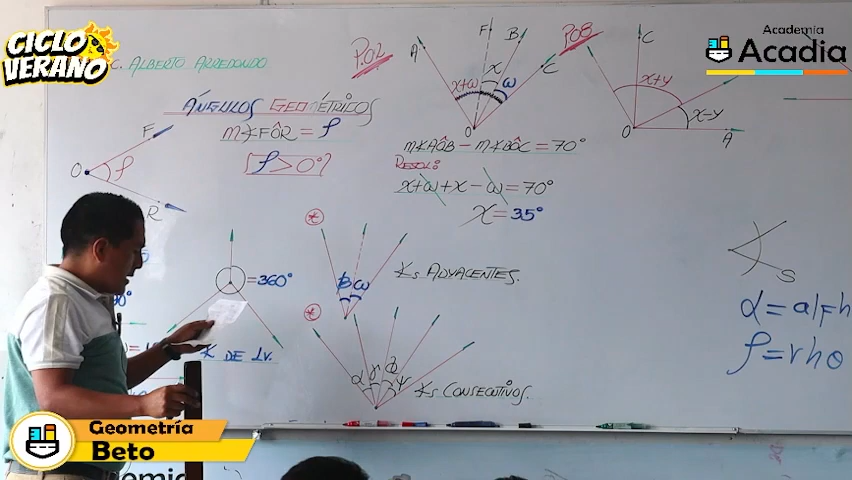 CICLO
VERANO
C. ALBERTO ARREDONDO
P.02
P.08
Academia
Acadia
ÁNGULOS GEOMÉTRICOS
m∡FÔR = ρ
(ρ > 0°)
F
O
ρ
R
A
F
B
C
x+ω
x
ω
O
m∡AÔB − m∡BÔC = 70°
RESOL:
x+ω+x−ω = 70°
x = 35°
C
x+y
x−y
O
A
= 360°
∡ DE 1v.
ϕ ω
∡s ADYACENTES.
α γ ϕ ψ
∡s CONSECUTIVOS.
S
α = alfh
ρ = rho
Geometría
Beto